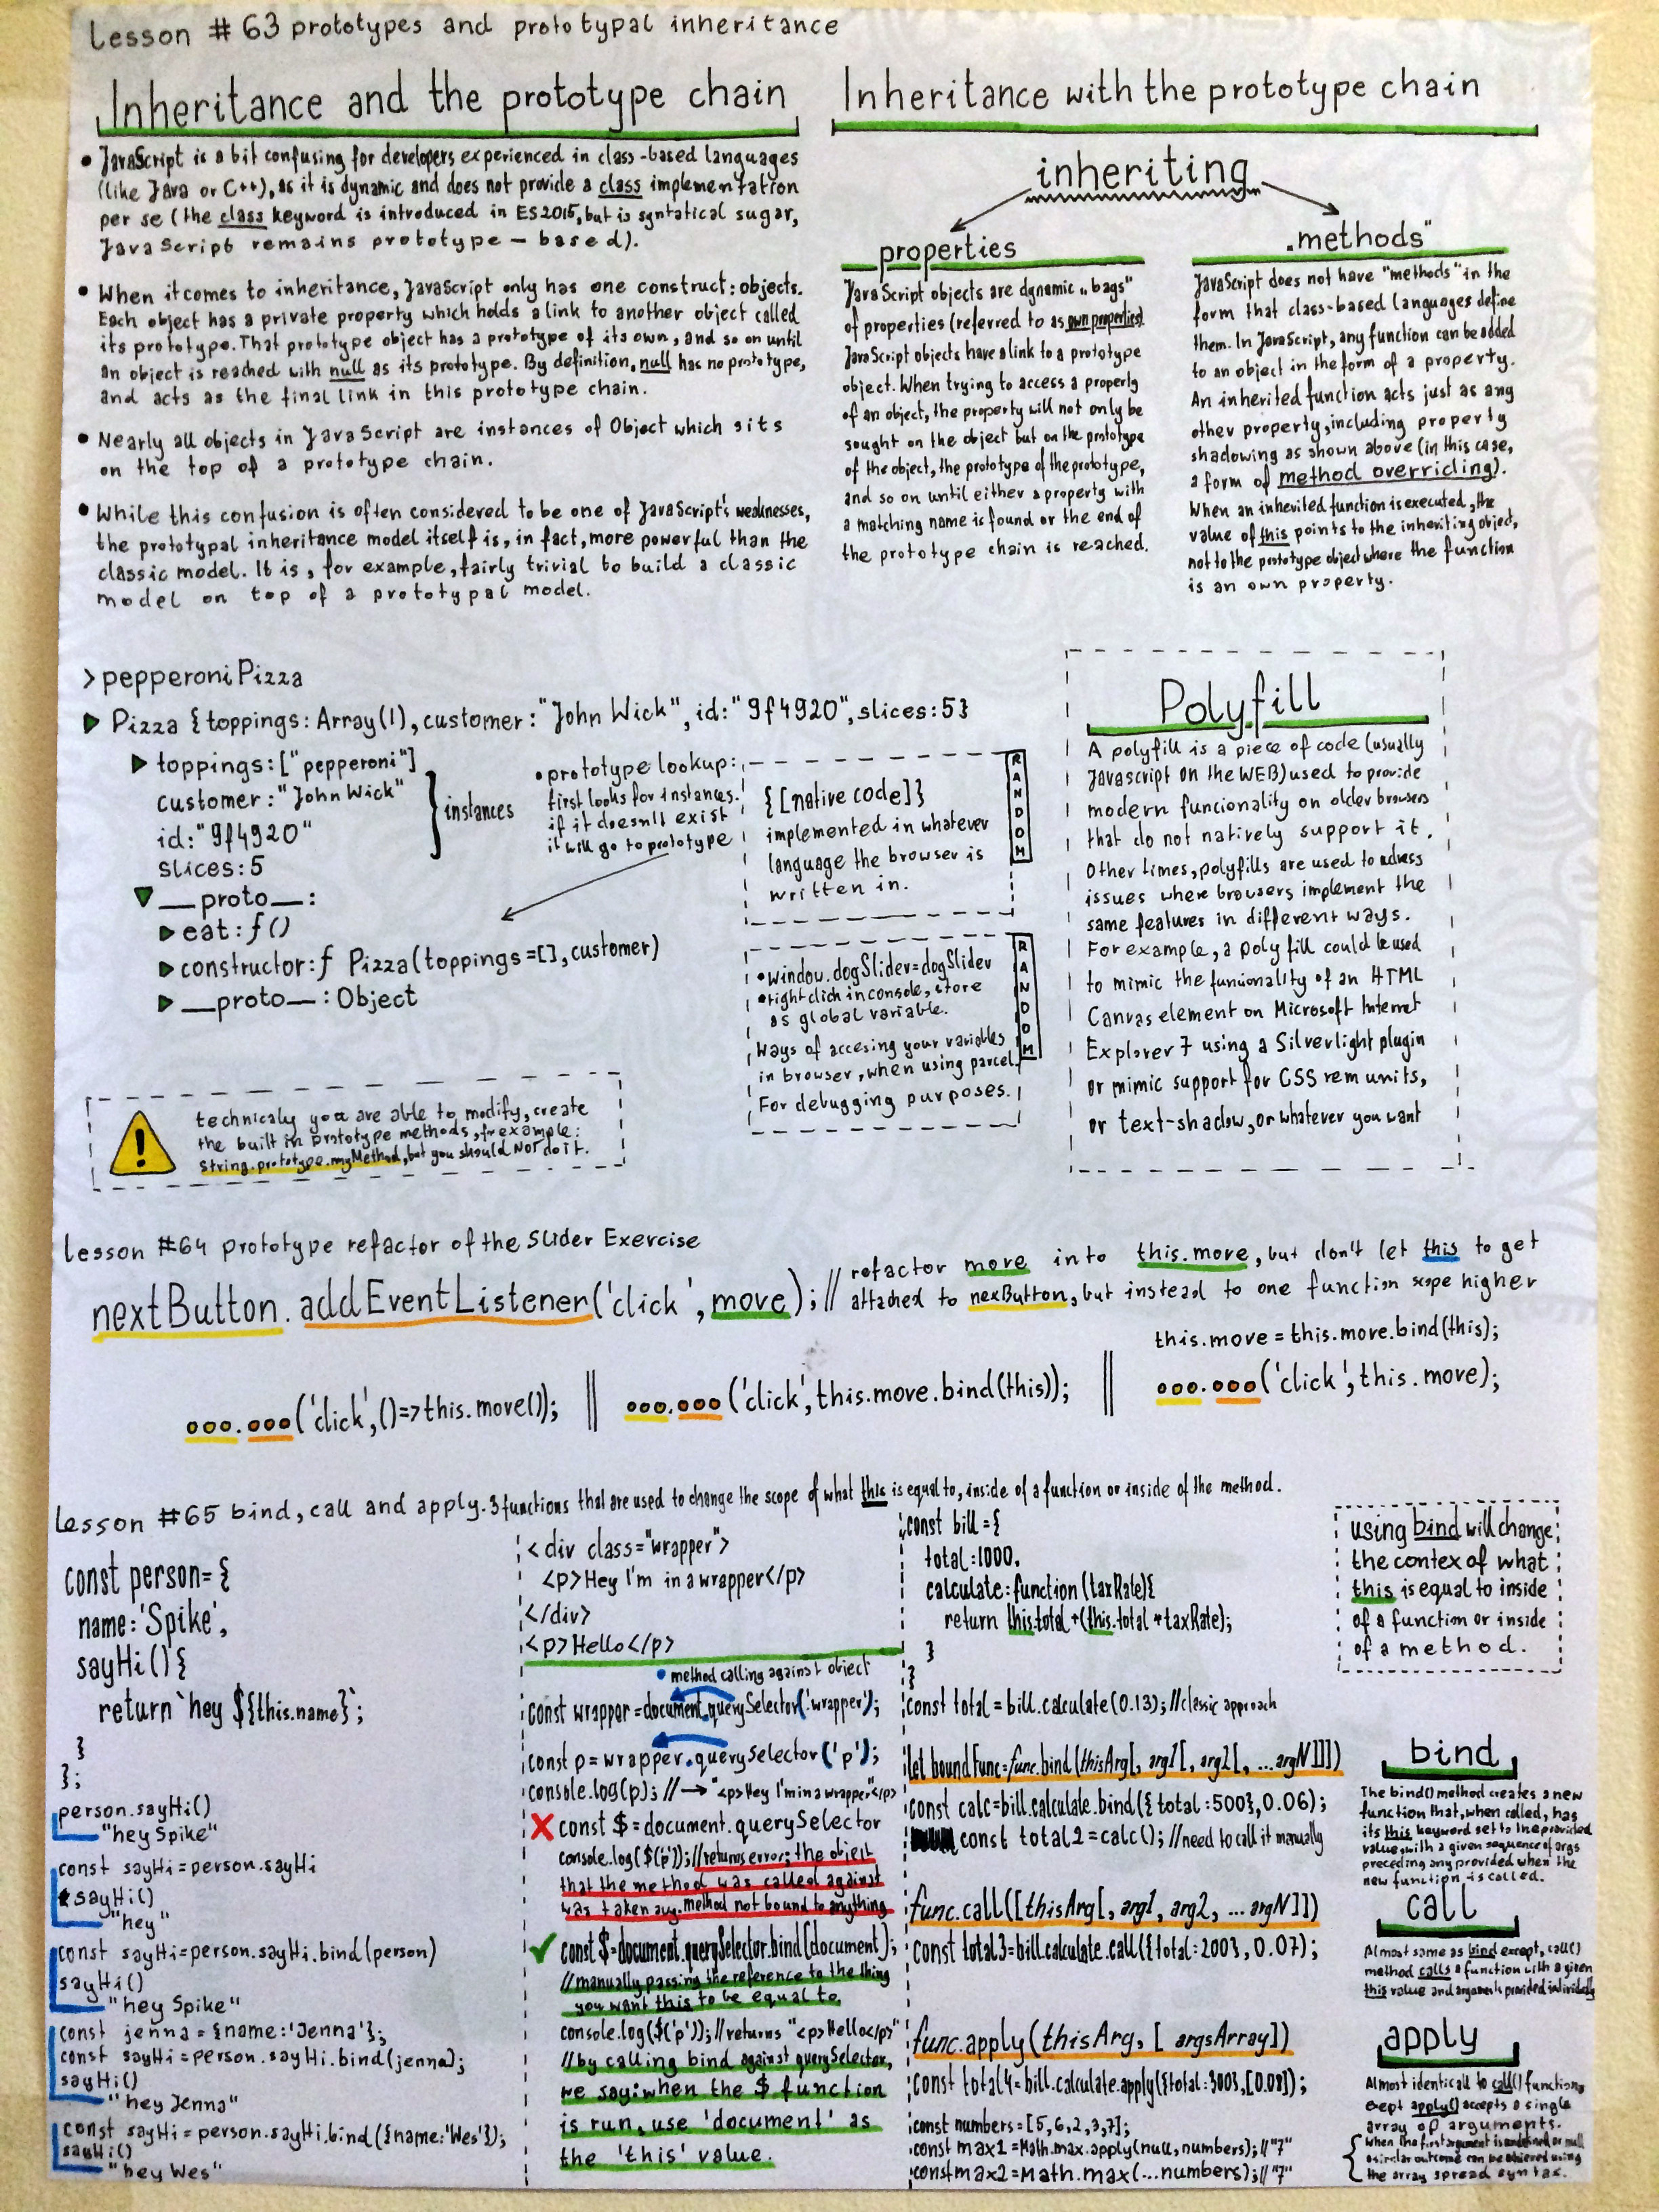 Lesson # 63 prototypes and prototypal inheritance
Inheritance and the prototype chain
• JavaScript is a bit confusing for developers experienced in class-based languages
(like Java or C++), as it is dynamic and does not provide a class implementation
per se (the class keyword is introduced in ES2015, but is syntatical sugar,
JavaScript remains prototype - based).
• When it comes to inheritance, JavaScript only has one construct: objects.
Each object has a private property which holds a link to another object called
its prototype. That prototype object has a prototype of its own, and so on until
an object is reached with null as its prototype. By definition, null has no prototype,
and acts as the final link in this prototype chain.
• Nearly all objects in JavaScript are instances of Object which sits
on the top of a prototype chain.
• While this confusion is often considered to be one of JavaScript's weaknesses,
the prototypal inheritance model itself is, in fact, more powerful than the
classic model. It is, for example, fairly trivial to build a classic
model on top of a prototypal model.
Inheritance with the prototype chain
inheriting
properties
JavaScript objects are dynamic „bags"
of properties (referred to as own properties)
JavaScript objects have a link to a prototype
object. When trying to access a property
of an object, the property will not only be
sought on the object but on the prototype
of the object, the prototype of the prototype,
and so on until either a property with
a matching name is found or the end of
the prototype chain is reached.
„methods"
JavaScript does not have "methods" in the
form that class-based languages define
them. In JavaScript, any function can be added
to an object in the form of a property.
An inherited function acts just as any
other property, including property
shadowing as shown above (in this case,
a form of method overriding).
When an inherited function is executed, the
value of this points to the inheriting object,
not to the prototype object where the function
is an own property.
> pepperoniPizza
Pizza {toppings: Array(1), customer: "John Wick", id: "9f4920", slices: 5}
toppings: ["pepperoni"]
customer: "John Wick"
id: "9f4920"
slices: 5
instances
__proto__:
eat: ƒ()
constructor: ƒ Pizza(toppings=[], customer)
__proto__: Object
• prototype lookup:
first looks for instances.
if it doesn't exist
it will go to prototype
{[native code]}
implemented in whatever
language the browser is
written in.
RANDOM
• window.dogSlider=dogSlider
• right click in console, store
as global variable.
Ways of accesing your variables
in browser, when using parcel.
For debugging purposes.
RANDOM
Polyfill
A polyfill is a piece of code (usually
Javascript on the WEB) used to provide
modern funcionality on older browsers
that do not natively support it.
Other times, polyfills are used to adress
issues where browsers implement the
same features in different ways.
For example, a polyfill could be used
to mimic the funcionality of an HTML
Canvas element on Microsoft Internet
Explorer 7 using a Silverlight plugin
or mimic support for CSS rem units,
or text-shadow, or whatever you want
technicaly you are able to modify, create
the built in prototype methods, for example:
String.prototype.myMethod, but you should NOT do it.
Lesson #64 prototype refactor of the Slider Exercise
nextButton.addEventListener('click', move); // refactor move into this.move, but don't let this to get
attached to nexButton, but instead to one function scope higher
ooo.ooo('click', ()=>this.move()); || ooo.ooo('click', this.move.bind(this)); ||
this.move = this.move.bind(this);
ooo.ooo('click', this.move);
Lesson #65 bind, call and apply. 3 functions that are used to change the scope of what this is equal to, inside of a function or inside of the method.
const person= {
name: 'Spike',
sayHi(){
return `hey ${this.name}`;
}
};
person.sayHi()
"hey Spike"
const sayHi=person.sayHi
sayHi()
"hey"
const sayHi=person.sayHi.bind(person)
sayHi()
"hey Spike"
const jenna = {name:'Jenna'};
const sayHi=person.sayHi.bind(jenna);
sayHi()
"hey Jenna"
const sayHi = person.sayHi.bind({name:'Wes'});
sayHi()
"hey Wes"
<div class="wrapper">
<p>Hey I'm in a wrapper</p>
</div>
<p>Hello</p>
• method calling against object
const wrapper=document.querySelector('.wrapper');
const p=wrapper.querySelector('p');
console.log(p); //→ "<p>Hey I'm in a wrapper"</p>
const $=document.querySelector
console.log($('p')); //returns error; the object
that the method was called against
was taken away. method not bound to anything
const $=document.querySelector.bind(document);
//manually passing the reference to the thing
you want this to be equal to
console.log($('p')); //returns "<p>Hello</p>"
//by calling bind against querySelector,
we say: when the $ function
is run, use 'document' as
the 'this' value.
const bill={
total:1000,
calculate: function (taxRate){
return this.total +(this.total *taxRate);
}
}
const total = bill.calculate(0.13); //classic approach
let boundFunc=func.bind(thisArg[, arg1[, arg2[, ...argN]]])
const calc=bill.calculate.bind({total:500},0.06);
const total2=calc(); //need to call it manually
func.call([thisArg[, arg1, arg2, ... argN]])
const total3=bill.calculate.call({total:200}, 0.07);
func.apply(thisArg, [ argsArray])
const total4=bill.calculate.apply({total:300},[0.08]);
const numbers=[5,6,2,3,7];
const max1=Math.max.apply(null, numbers); //"7"
const max2=Math.max(...numbers); //"7"
using bind will change
the contex of what
this is equal to inside
of a function or inside
of a method.
bind
The bind() method creates a new
function that, when called, has
its this keyword set to the provided
value, with a given sequence of args
preceding any provided when the
new function is called.
call
Almost same as bind except, call()
method calls a function with a given
this value and arguments provided individually
apply
Almost identicall to call() function,
exept apply() accepts a single
array of arguments.
When the first argument is undefined or null
a similar outcome can be achieved using
the array spread syntax.